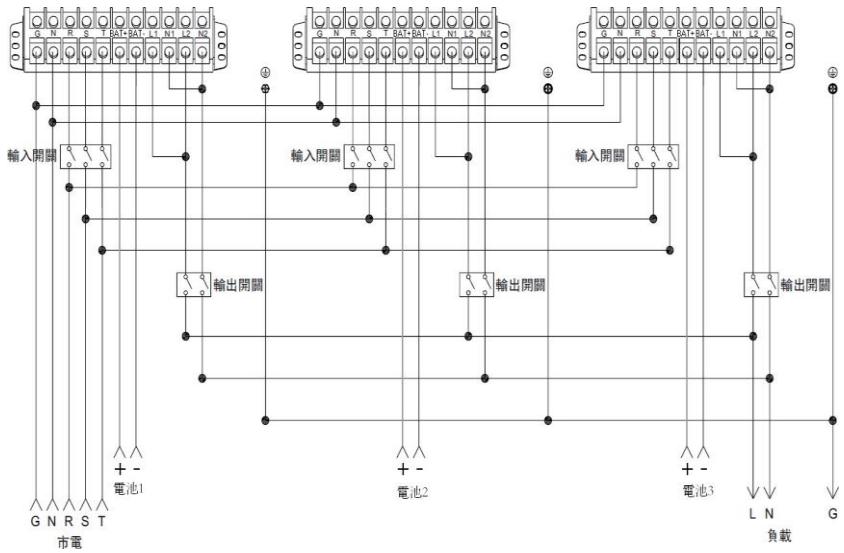 G N R S T BAT+ BAT- L1 N1 L2 N2
G N R S T BAT+ BAT- L1 N1 L2 N2
G N R S T BAT+ BAT- L1 N1 L2 N2
輸入開關
輸入開關
輸入開關
輸出開關
輸出開關
輸出開關
+ -
電池1
+ -
電池2
+ -
電池3
G N R S T
市電
L N
負載
G